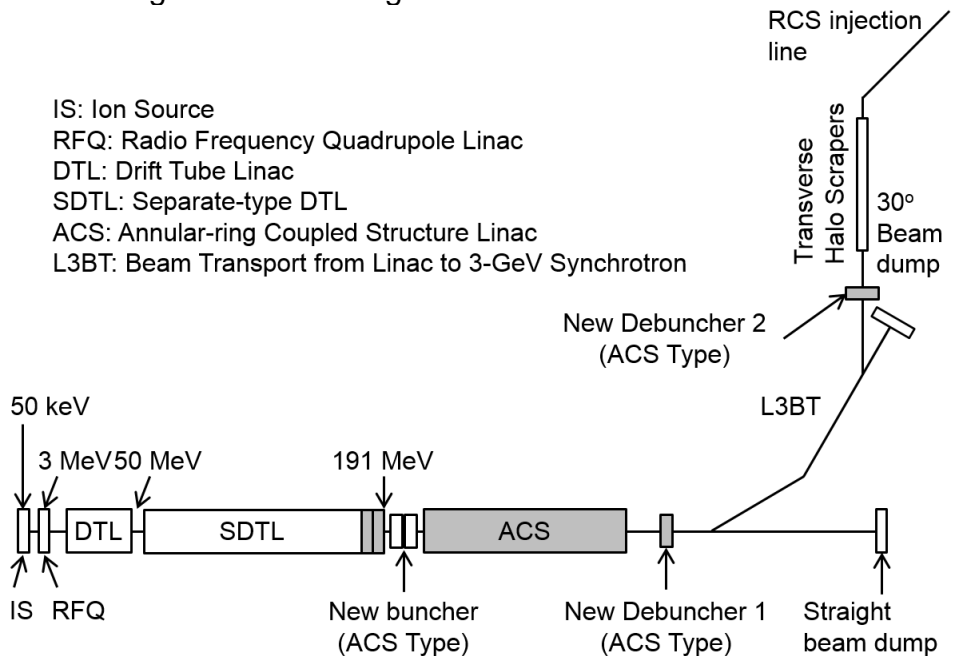 RCS injection
line
IS: Ion Source
RFQ: Radio Frequency Quadrupole Linac
DTL: Drift Tube Linac
SDTL: Separate-type DTL
ACS: Annular-ring Coupled Structure Linac
L3BT: Beam Transport from Linac to 3-GeV Synchrotron
Transverse
Halo Scrapers
30o
Beam
dump
New Debuncher 2
(ACS Type)
L3BT
50 keV
3 MeV
50 MeV
191 MeV
DTL
SDTL
ACS
IS
RFQ
New buncher
(ACS Type)
New Debuncher 1
(ACS Type)
Straight
beam dump